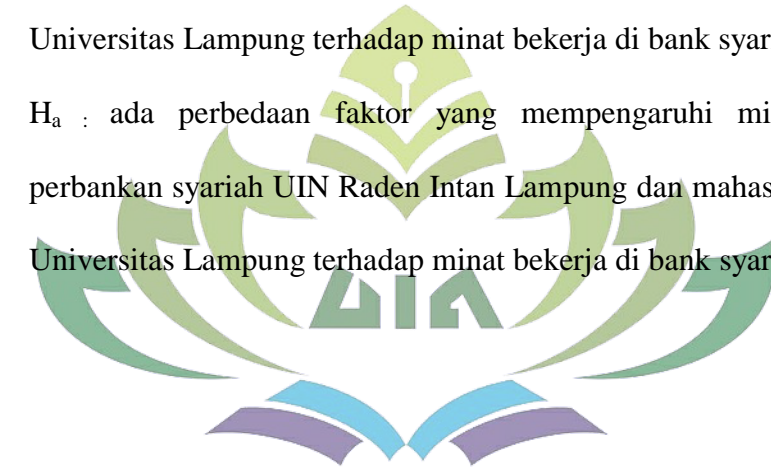 Universitas Lampung terhadap minat bekerja di bank syar
Ha : ada perbedaan faktor yang mempengaruhi mi
perbankan syariah UIN Raden Intan Lampung dan mahas
Universitas Lampung terhadap minat bekerja di bank syar
UIN